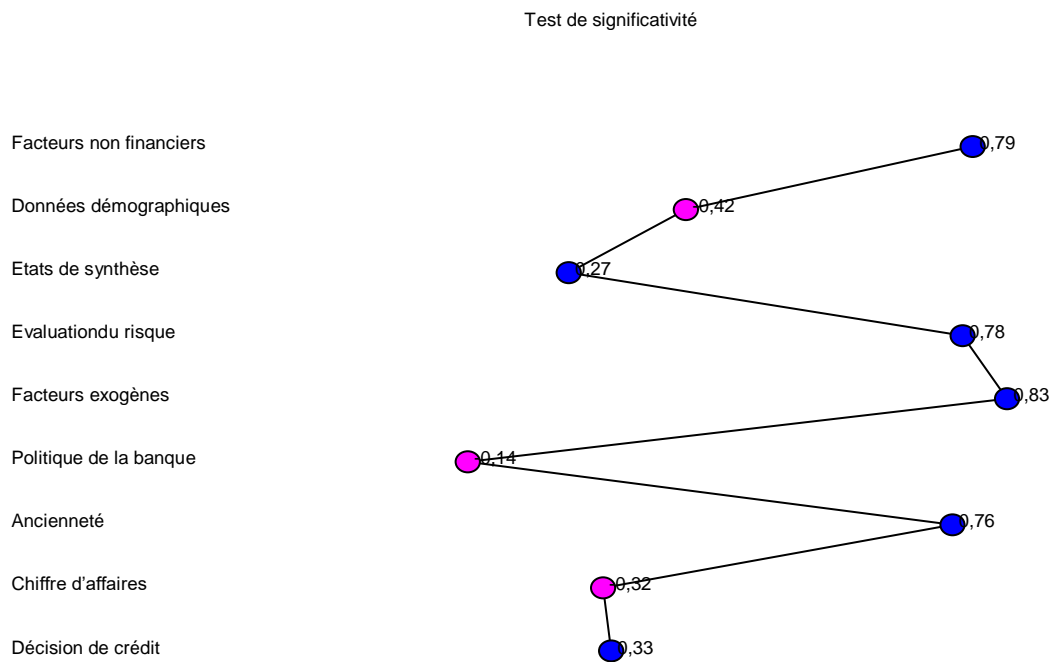 Test de significativité
Facteurs non financiers 0,79
Données démographiques 0,42
Etats de synthèse 0,27
Evaluationdu risque 0,78
Facteurs exogènes 0,83
Politique de la banque 0,14
Ancienneté 0,76
Chiffre d'affaires 0,32
Décision de crédit 0,33